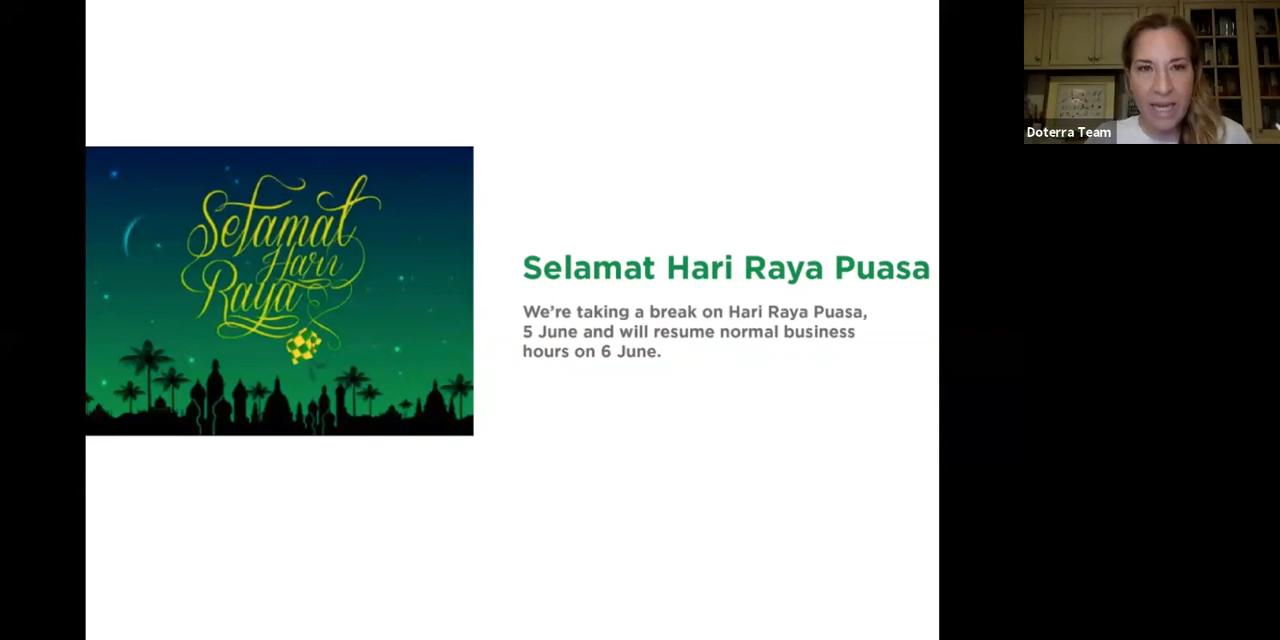 Selamat
Hari
Raya
Selamat Hari Raya Puasa
We're taking a break on Hari Raya Puasa,
5 June and will resume normal business
hours on 6 June.
Doterra Team